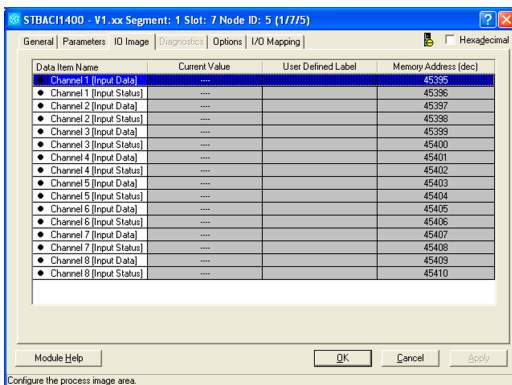 STBACI1400 - V1.xx Segment: 1 Slot: 7 Node ID: 5 (1/7/5)
General Parameters IO Image Diagnostics Options I/O Mapping Hexadecimal
Data Item Name Current Value User Defined Label Memory Address (dec)
Channel 1 [Input Data] ---- 45395
Channel 1 [Input Status] ---- 45396
Channel 2 [Input Data] ---- 45397
Channel 2 [Input Status] ---- 45398
Channel 3 [Input Data] ---- 45399
Channel 3 [Input Status] ---- 45400
Channel 4 [Input Data] ---- 45401
Channel 4 [Input Status] ---- 45402
Channel 5 [Input Data] ---- 45403
Channel 5 [Input Status] ---- 45404
Channel 6 [Input Data] ---- 45405
Channel 6 [Input Status] ---- 45406
Channel 7 [Input Data] ---- 45407
Channel 7 [Input Status] ---- 45408
Channel 8 [Input Data] ---- 45409
Channel 8 [Input Status] ---- 45410
Module Help OK Cancel Apply
Configure the process image area.